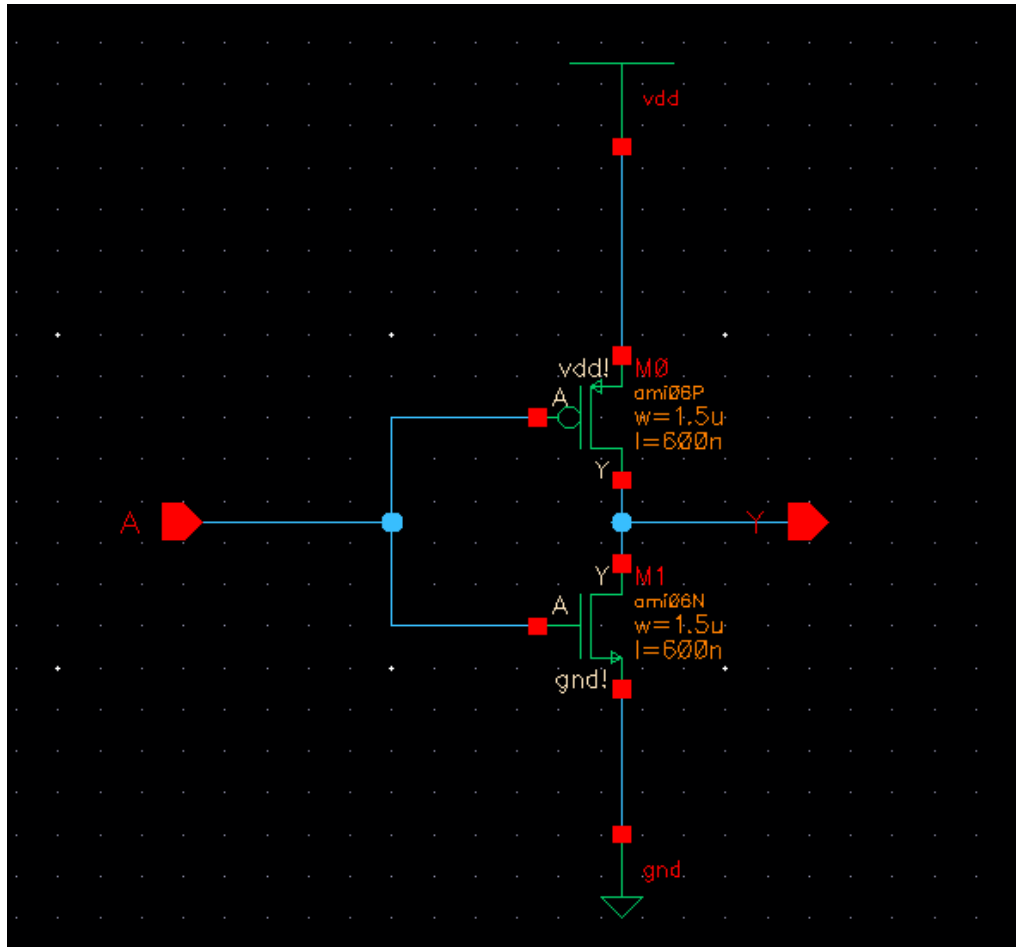 vdd
vdd!
M0
A
ami06P
w=1.5u
l=600n
Y
A
Y
Y
M1
A
ami06N
w=1.5u
l=600n
gnd!
gnd